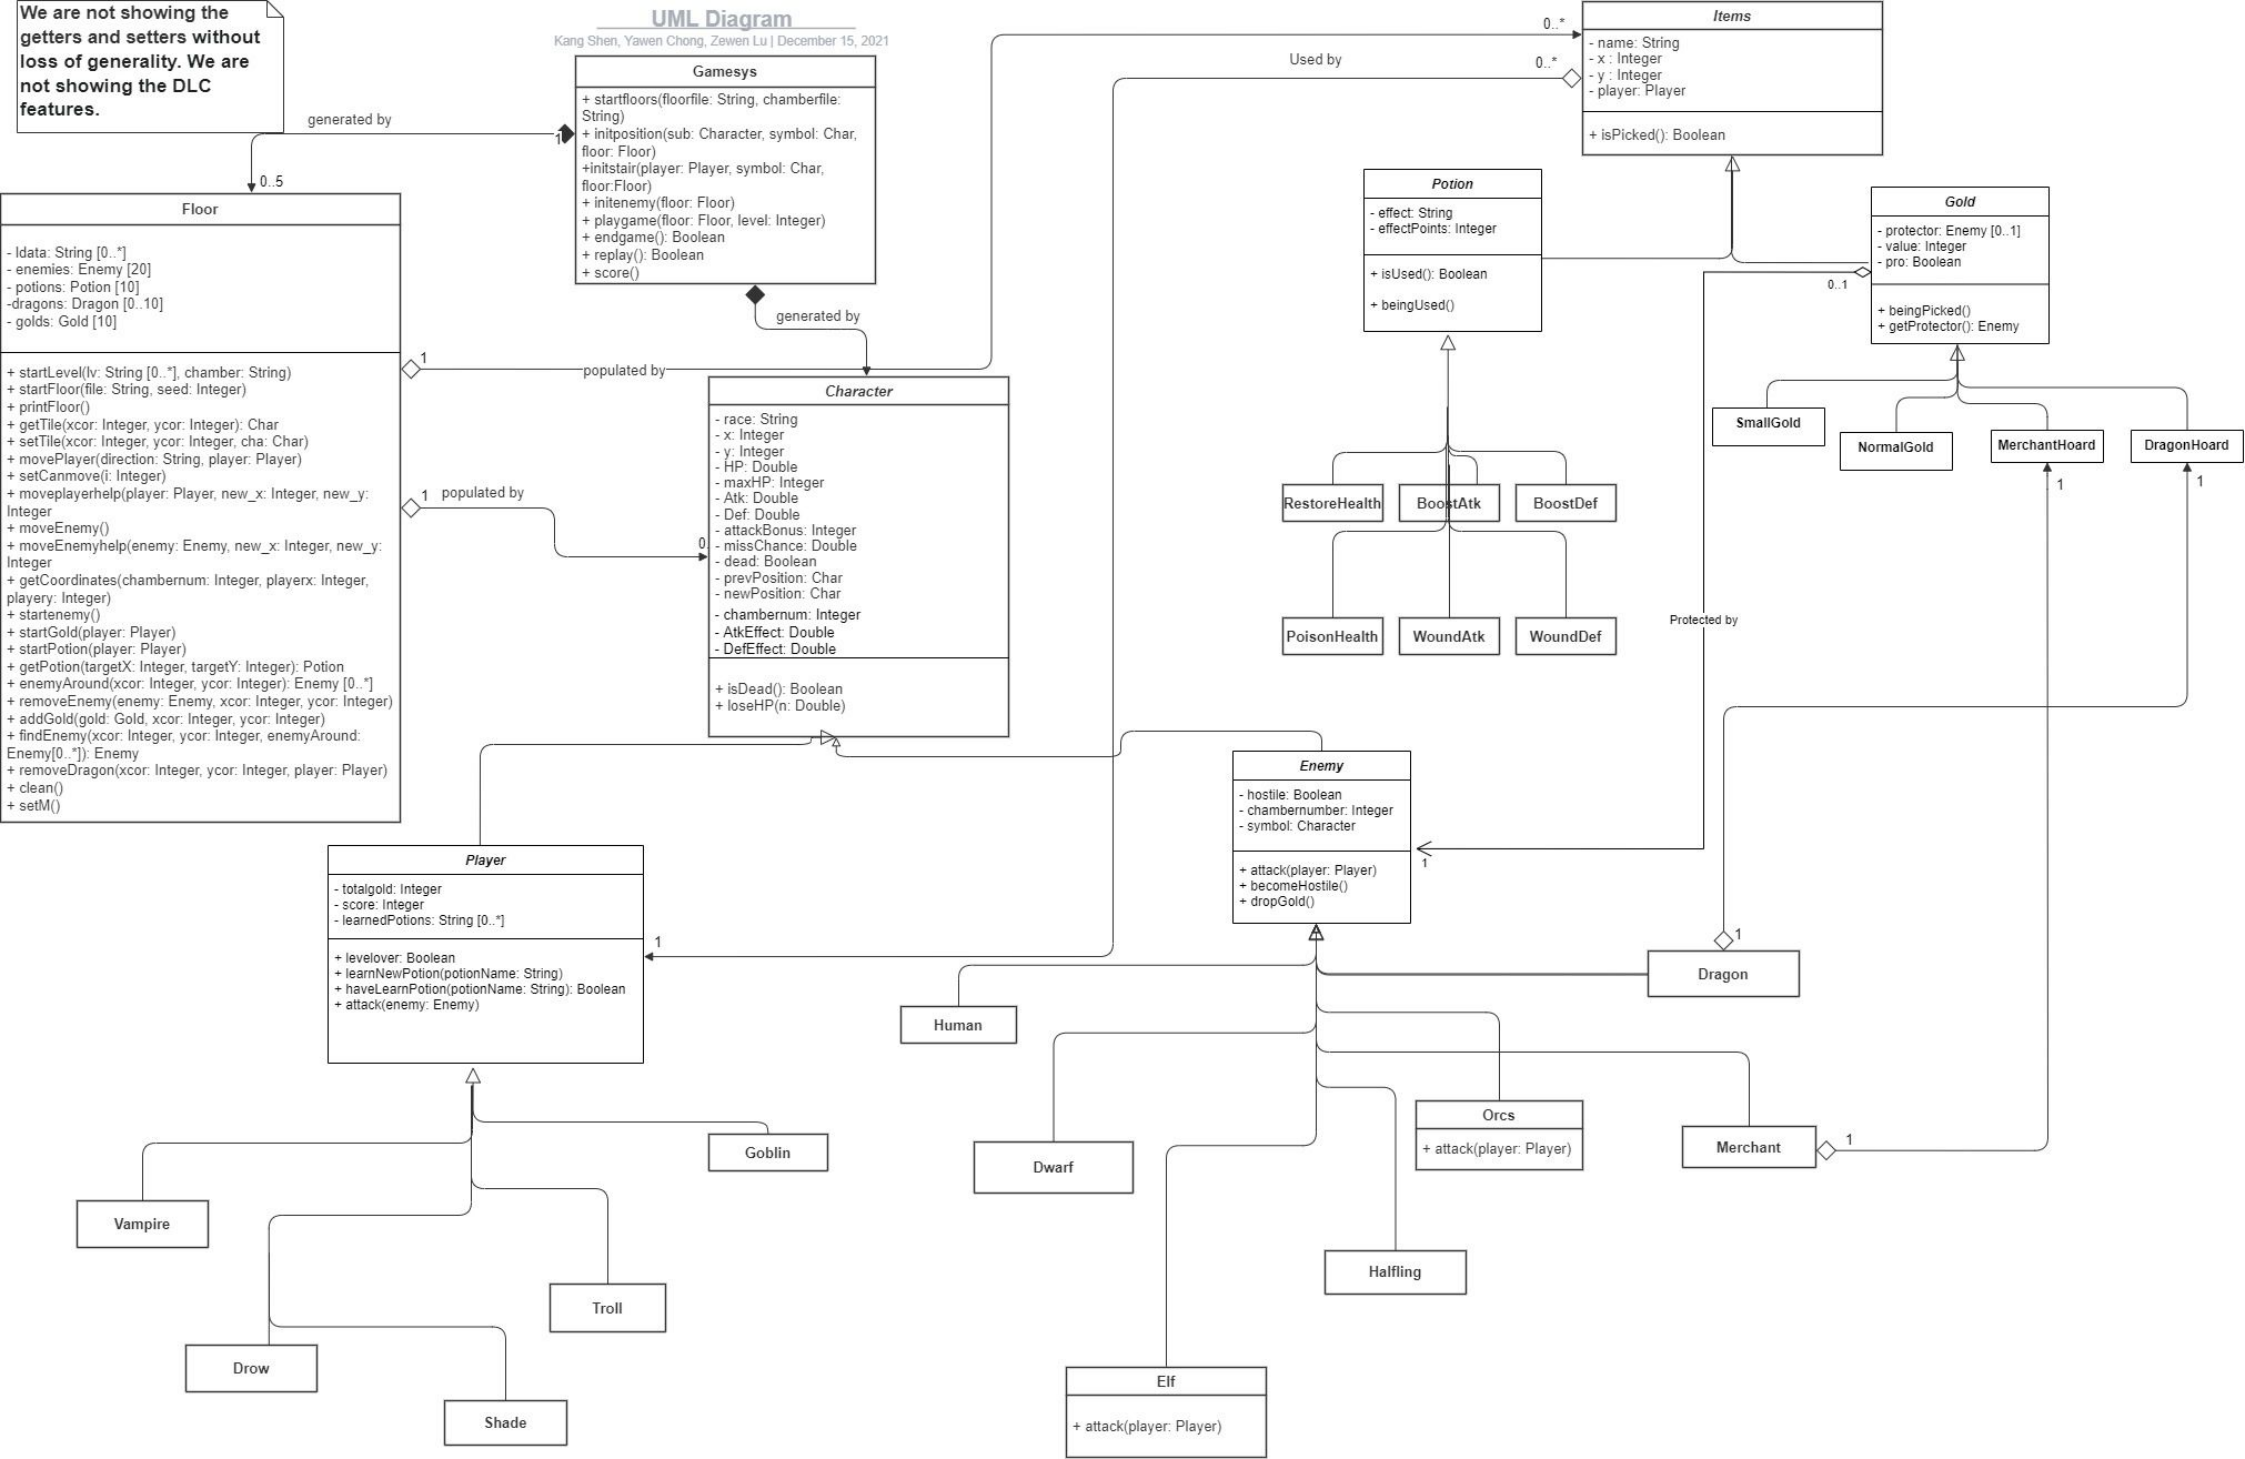 We are not showing the
getters and setters without
loss of generality. We are
not showing the DLC
features.
UML Diagram
Kang Shen, Yawen Chong, Zewen Lu | December 15, 2021
Gamesys
+ startfloors(floorfile: String, chamberfile:
String)
+ initposition(sub: Character, symbol: Char,
floor: Floor)
+initstair(player: Player, symbol: Char,
floor:Floor)
+ initenemy(floor: Floor)
+ playgame(floor: Floor, level: Integer)
+ endgame(): Boolean
+ replay(): Boolean
+ score()
generated by
1
0..5
generated by
Floor
- ldata: String [0..*]
- enemies: Enemy [20]
- potions: Potion [10]
-dragons: Dragon [0..10]
- golds: Gold [10]
+ startLevel(lv: String [0..*], chamber: String)
+ startFloor(file: String, seed: Integer)
+ printFloor()
+ getTile(xcor: Integer, ycor: Integer): Char
+ setTile(xcor: Integer, ycor: Integer, cha: Char)
+ movePlayer(direction: String, player: Player)
+ setCanmove(i: Integer)
+ moveplayerhelp(player: Player, new_x: Integer, new_y:
Integer
+ moveEnemy()
+ moveEnemyhelp(enemy: Enemy, new_x: Integer, new_y:
Integer
+ getCoordinates(chambernum: Integer, playerx: Integer,
playery: Integer)
+ startenemy()
+ startGold(player: Player)
+ startPotion(player: Player)
+ getPotion(targetX: Integer, targetY: Integer): Potion
+ enemyAround(xcor: Integer, ycor: Integer): Enemy [0..*]
+ removeEnemy(enemy: Enemy, xcor: Integer, ycor: Integer)
+ addGold(gold: Gold, xcor: Integer, ycor: Integer)
+ findEnemy(xcor: Integer, ycor: Integer, enemyAround:
Enemy[0..*]): Enemy
+ removeDragon(xcor: Integer, ycor: Integer, player: Player)
+ clean()
+ setM()
1
populated by
0..*
1
populated by
0.
Used by
0..*
1
Character
- race: String
- x: Integer
- y: Integer
- HP: Double
- maxHP: Integer
- Atk: Double
- Def: Double
- attackBonus: Integer
- missChance: Double
- dead: Boolean
- prevPosition: Char
- newPosition: Char
- chambernum: Integer
- AtkEffect: Double
- DefEffect: Double
+ isDead(): Boolean
+ loseHP(n: Double)
Items
- name: String
- x : Integer
- y : Integer
- player: Player
+ isPicked(): Boolean
Potion
- effect: String
- effectPoints: Integer
+ isUsed(): Boolean
+ beingUsed()
Gold
- protector: Enemy [0..1]
- value: Integer
- pro: Boolean
+ beingPicked()
+ getProtector(): Enemy
0..1
Protected by
1
SmallGold
NormalGold
MerchantHoard
DragonHoard
1
1
RestoreHealth
BoostAtk
BoostDef
PoisonHealth
WoundAtk
WoundDef
Enemy
- hostile: Boolean
- chambernumber: Integer
- symbol: Character
+ attack(player: Player)
+ becomeHostile()
+ dropGold()
Player
- totalgold: Integer
- score: Integer
- learnedPotions: String [0..*]
+ levelover: Boolean
+ learnNewPotion(potionName: String)
+ haveLearnPotion(potionName: String): Boolean
+ attack(enemy: Enemy)
Human
Dragon
1
Dwarf
Orcs
+ attack(player: Player)
Merchant
1
Halfling
Elf
+ attack(player: Player)
Goblin
Vampire
Troll
Drow
Shade